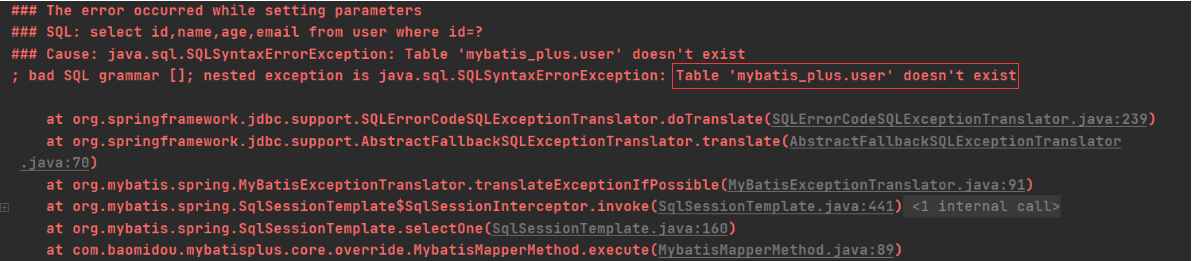 ### The error occurred while setting parameters
### SQL: select id,name,age,email from user where id=?
### Cause: java.sql.SQLSyntaxErrorException: Table 'mybatis_plus.user' doesn't exist
; bad SQL grammar []; nested exception is java.sql.SQLSyntaxErrorException: Table 'mybatis_plus.user' doesn't exist
at org.springframework.jdbc.support.SQLErrorCodeSQLExceptionTranslator.doTranslate(SQLErrorCodeSQLExceptionTranslator.java:239)
at org.springframework.jdbc.support.AbstractFallbackSQLExceptionTranslator.translate(AbstractFallbackSQLExceptionTranslator
.java:70)
at org.mybatis.spring.MyBatisExceptionTranslator.translateExceptionIfPossible(MyBatisExceptionTranslator.java:91)
at org.mybatis.spring.SqlSessionTemplate$SqlSessionInterceptor.invoke(SqlSessionTemplate.java:441) <1 internal call>
at org.mybatis.spring.SqlSessionTemplate.selectOne(SqlSessionTemplate.java:160)
at com.baomidou.mybatisplus.core.override.MybatisMapperMethod.execute(MybatisMapperMethod.java:89)